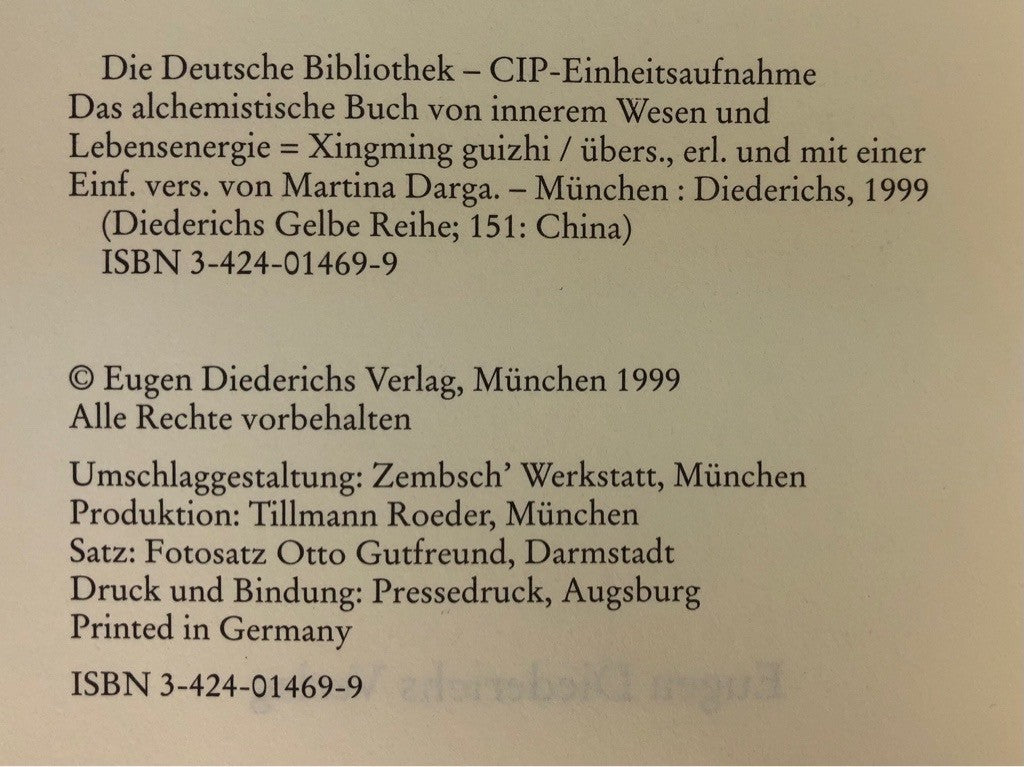 Die Deutsche Bibliothek – CIP-Einheitsaufnahme
Das alchemistische Buch von innerem Wesen und
Lebensenergie = Xingming guizhi / übers., erl. und mit einer
Einf. vers. von Martina Darga. – München : Diederichs, 1999
(Diederichs Gelbe Reihe; 151: China)
ISBN 3-424-01469-9
© Eugen Diederichs Verlag, München 1999
Alle Rechte vorbehalten
Umschlaggestaltung: Zembsch’ Werkstatt, München
Produktion: Tillmann Roeder, München
Satz: Fotosatz Otto Gutfreund, Darmstadt
Druck und Bindung: Pressedruck, Augsburg
Printed in Germany
ISBN 3-424-01469-9
Eugen Diederichs Verlag